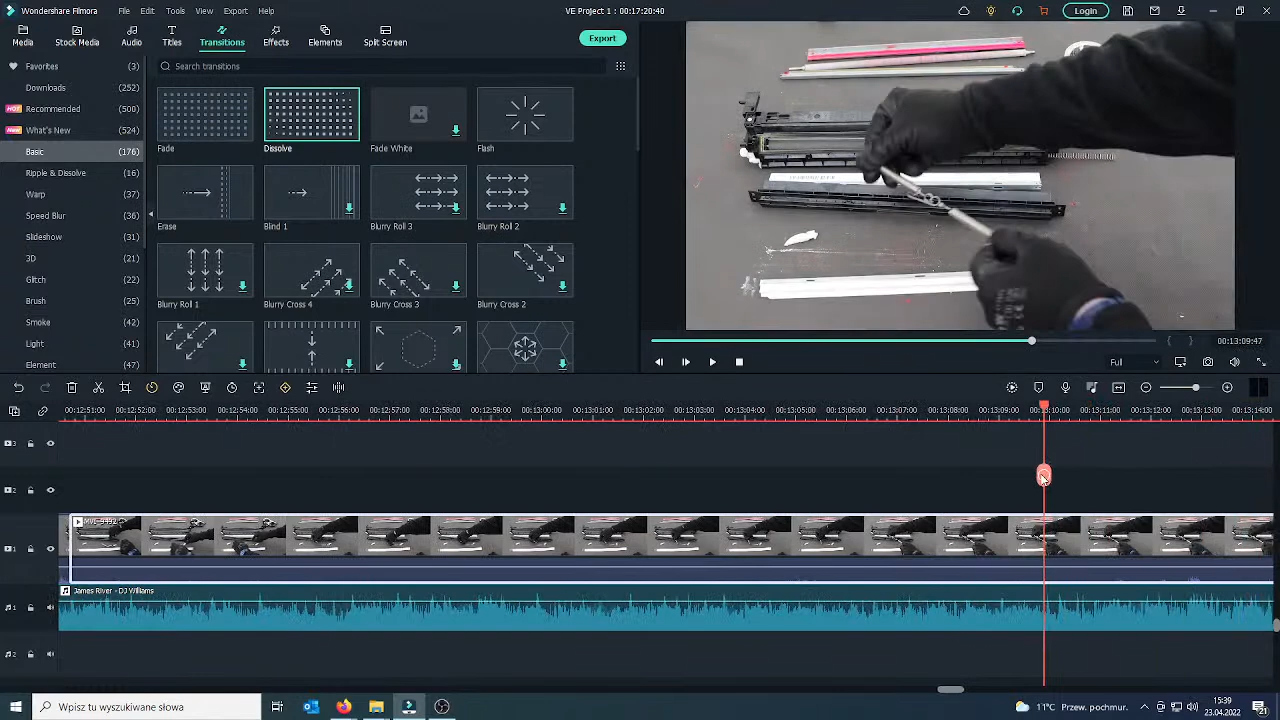 Wondershare Filmora File Edit Tools View Export Help VE Project 1 : 00:17:20:40 Login
Media Stock Media Audio Titles Transitions Effects Elements Split Screen Export
Favorites (3) Search transitions
Downloads (252)
Recommended (500)
What's New (524)
Basic (176)
Fade Dissolve Fade White Flash
Warp
Speed Blur (36)
Erase Blind 1 Blurry Roll 3 Blurry Roll 2
Slideshow (31)
3D
Glitch (22)
Brush (25)
Blurry Roll 1 Blurry Cross 4 Blurry Cross 3 Blurry Cross 2
Smoke (42)
Light (41)
Element (47)
00:13:09:47
Full
00:12:51:00 00:12:52:00 00:12:53:00 00:12:54:00 00:12:55:00 00:12:56:00 00:12:57:00 00:12:58:00 00:12:59:00 00:13:00:00 00:13:01:00 00:13:02:00 00:13:03:00 00:13:04:00 00:13:05:00 00:13:06:00 00:13:07:00 00:13:08:00 00:13:09:00 00:13:10:00 00:13:11:00 00:13:12:00 00:13:13:00 00:13:14:00
3
2
1
James River - DJ Williams
1
2
Wpisz tu wyszukiwane słowa 11°C Przew. pochmur. 15:39
23.04.2022